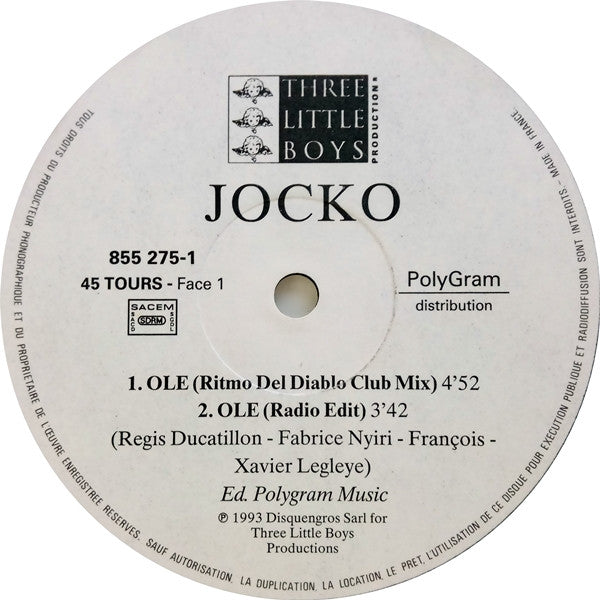 THREE
LITTLE
BOYS
PRODUCTIONS
JOCKO
855 275-1
45 TOURS - Face 1
SACEM
SACD SDRM SGDL
PolyGram
distribution
1. OLE (Ritmo Del Diablo Club Mix) 4'52
2. OLE (Radio Edit) 3'42
(Regis Ducatillon - Fabrice Nyiri - François -
Xavier Legleye)
Ed. Polygram Music
℗ 1993 Disquengros Sarl for
Three Little Boys
Productions
TOUS DROITS DU PRODUCTEUR PHONOGRAPHIQUE ET DU PROPRIETAIRE DE L'ŒUVRE ENREGISTREE RESERVES. SAUF AUTORISATION, LA DUPLICATION, LA LOCATION, LE PRET, L'UTILISATION DE CE DISQUE POUR EXECUTION PUBLIQUE ET RADIODIFFUSION SONT INTERDITS - MADE IN FRANCE.